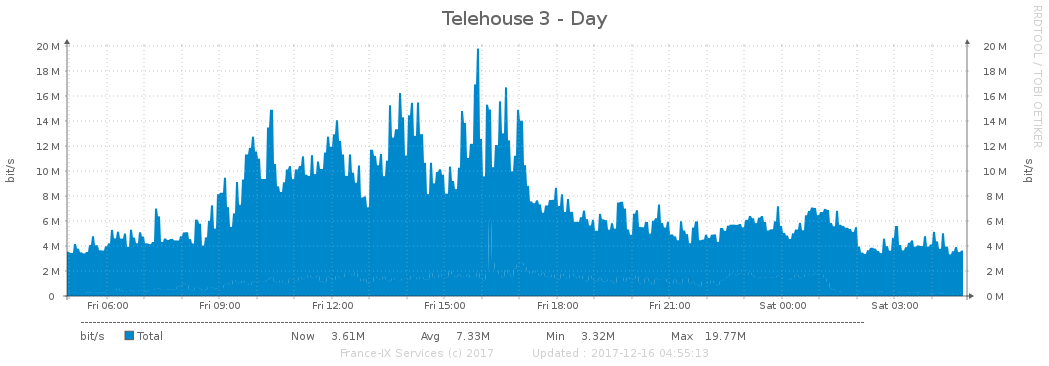 Telehouse 3 - Day
RRDTOOL / TOBI OETIKER
20 M 20 M
18 M 18 M
16 M 16 M
14 M 14 M
12 M 12 M
10 M 10 M
8 M 8 M
6 M 6 M
4 M 4 M
2 M 2 M
0 0 M
bit/s bit/s
Fri 06:00 Fri 09:00 Fri 12:00 Fri 15:00 Fri 18:00 Fri 21:00 Sat 00:00 Sat 03:00
bit/s Total Now 3.61M Avg 7.33M Min 3.32M Max 19.77M
France-IX Services (c) 2017 Updated : 2017-12-16 04:55:13